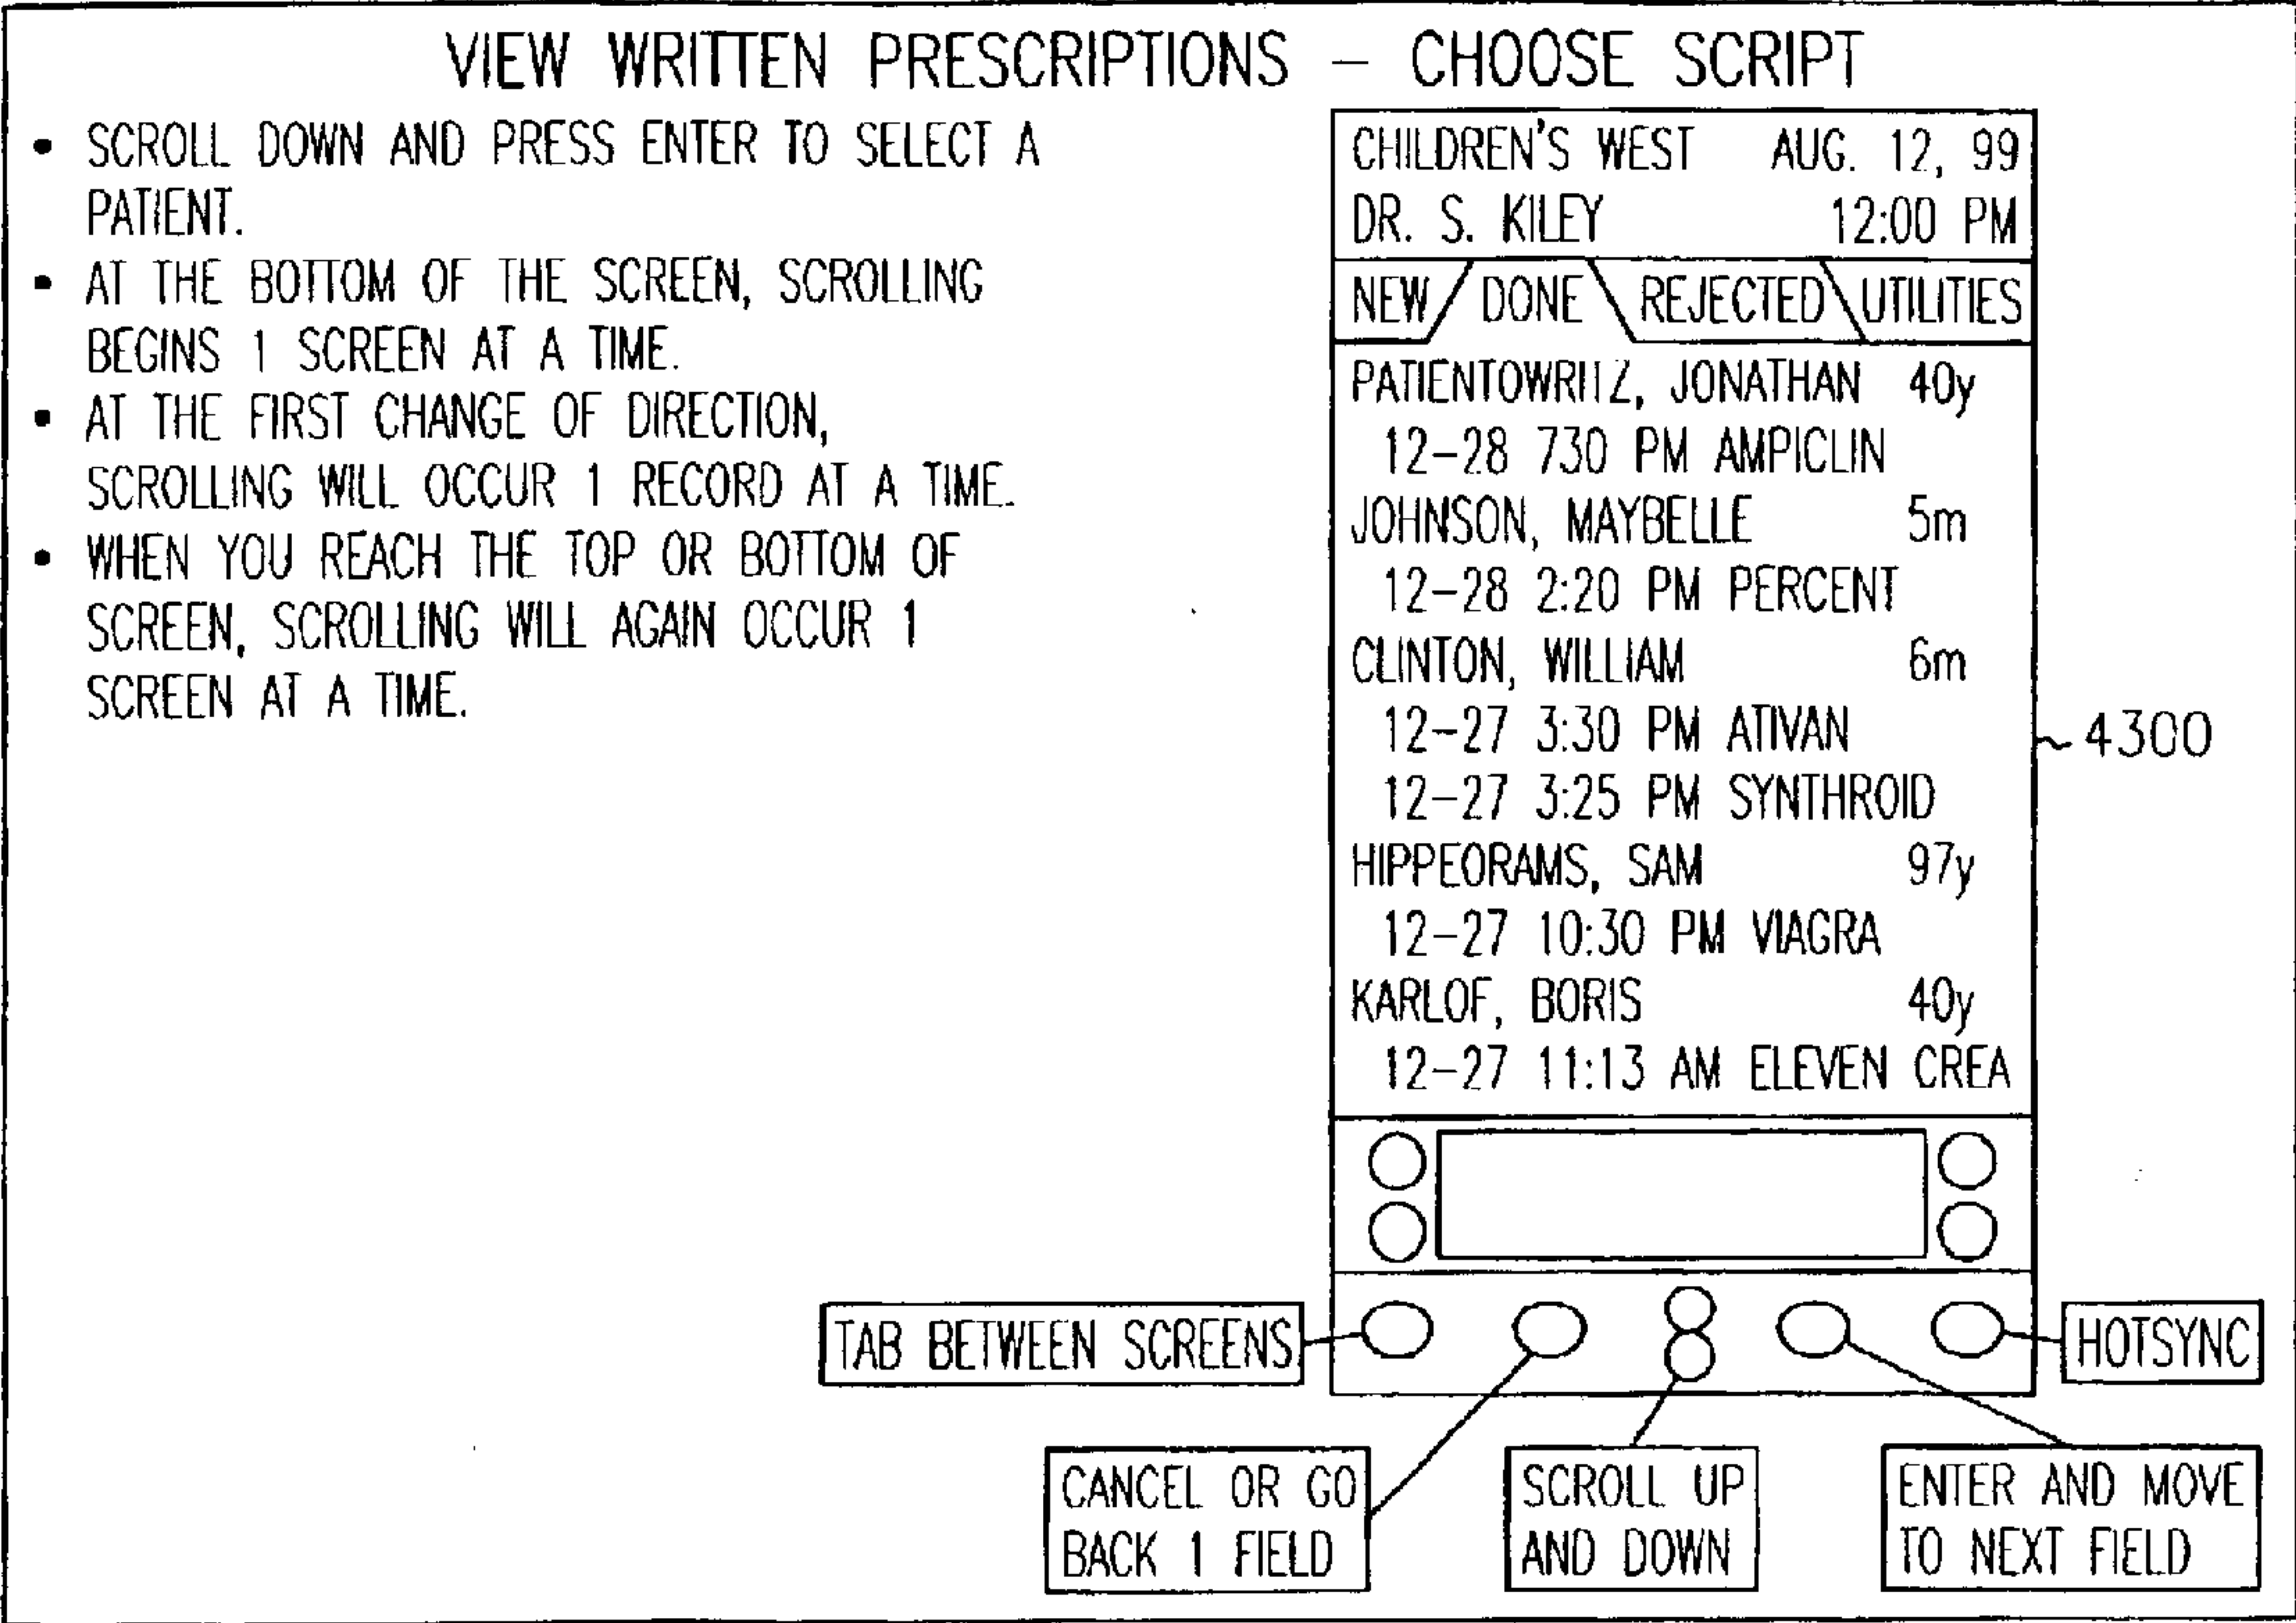 VIEW WRITTEN PRESCRIPTIONS – CHOOSE SCRIPT
• SCROLL DOWN AND PRESS ENTER TO SELECT A
PATIENT.
• AT THE BOTTOM OF THE SCREEN, SCROLLING
BEGINS 1 SCREEN AT A TIME.
• AT THE FIRST CHANGE OF DIRECTION,
SCROLLING WILL OCCUR 1 RECORD AT A TIME.
• WHEN YOU REACH THE TOP OR BOTTOM OF
SCREEN, SCROLLING WILL AGAIN OCCUR 1
SCREEN AT A TIME.
CHILDREN'S WEST AUG. 12, 99
DR. S. KILEY 12:00 PM
NEW DONE REJECTED UTILITIES
JONATHAN 40y
12–28 730 PM AMPICLIN
JOHNSON, MAYBELLE 5m
12–28 2:20 PM PERCENT
CLINTON, WILLIAM 6m
12–27 3:30 PM ATIVAN
12–27 3:25 PM SYNTHROID
HIPPEORAMS, SAM 97y
12–27 10:30 PM VIAGRA
KARLOF, BORIS 40y
12–27 11:13 AM ELEVEN CREA
4300
TAB BETWEEN SCREENS
HOTSYNC
CANCEL OR GO
BACK 1 FIELD
SCROLL UP
AND DOWN
ENTER AND MOVE
TO NEXT FIELD